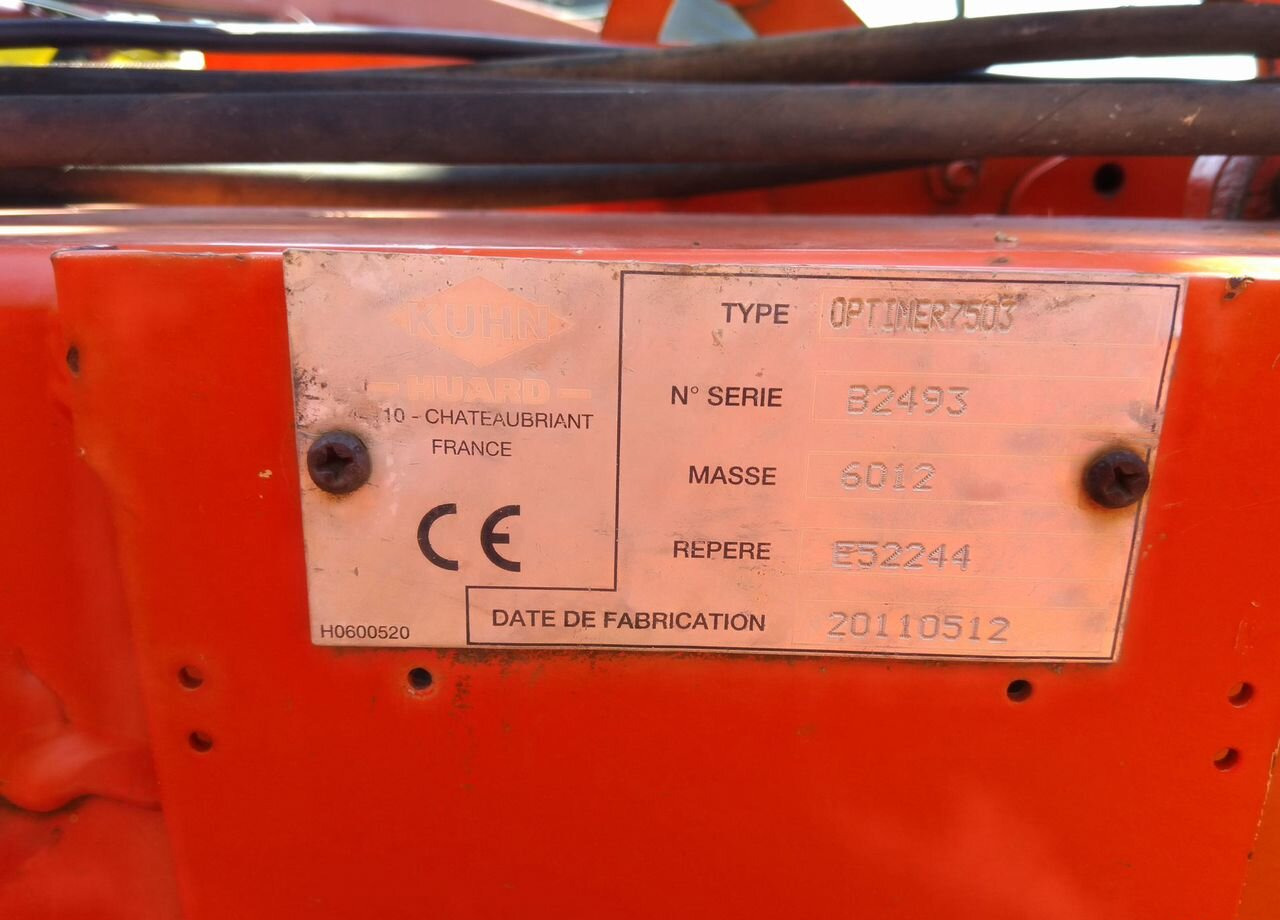 KUHN
- HUARD -
10 - CHATEAUBRIANT
FRANCE
CE
H0600520
TYPE OPTIMER7503
N° SERIE B2493
MASSE 6012
REPERE E52244
DATE DE FABRICATION 20110512